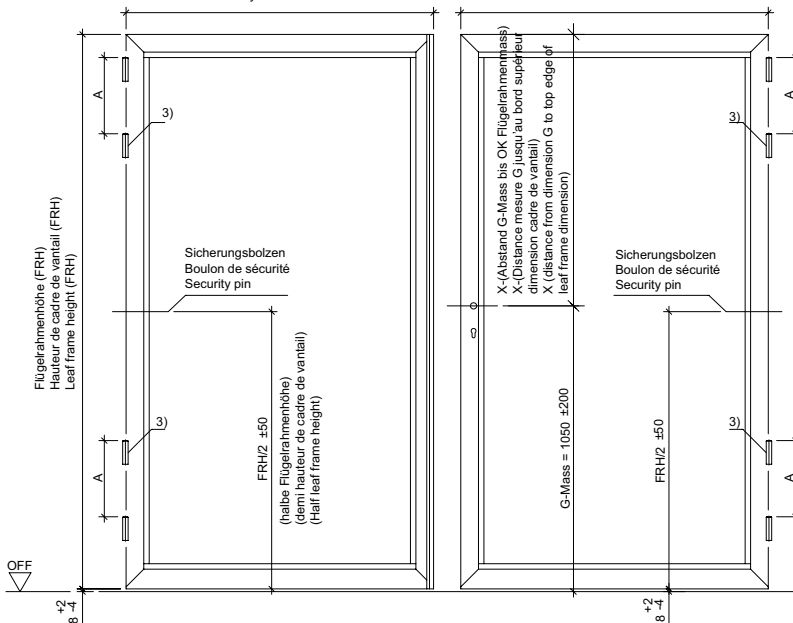 A
3)
Flügelrahmenhöhe (FRH)
Hauteur de cadre de vantail (FRH)
Leaf frame height (FRH)
Sicherungsbolzen
Boulon de sécurité
Security pin
FRH/2 ±50
(halbe Flügelrahmenhöhe)
(demi hauteur de cadre de vantail)
(Half leaf frame height)
3)
A
OFF
+2
8 -4
X-(Abstand G-Mass bis OK Flügelrahmenmass)
X-(Distance mesure G jusqu'au bord supérieur
dimension cadre de vantail)
X (distance from dimension G to top edge of
leaf frame dimension)
G-Mass = 1050 ±200
A
3)
Sicherungsbolzen
Boulon de sécurité
Security pin
FRH/2 ±50
3)
A
+2
8 -4